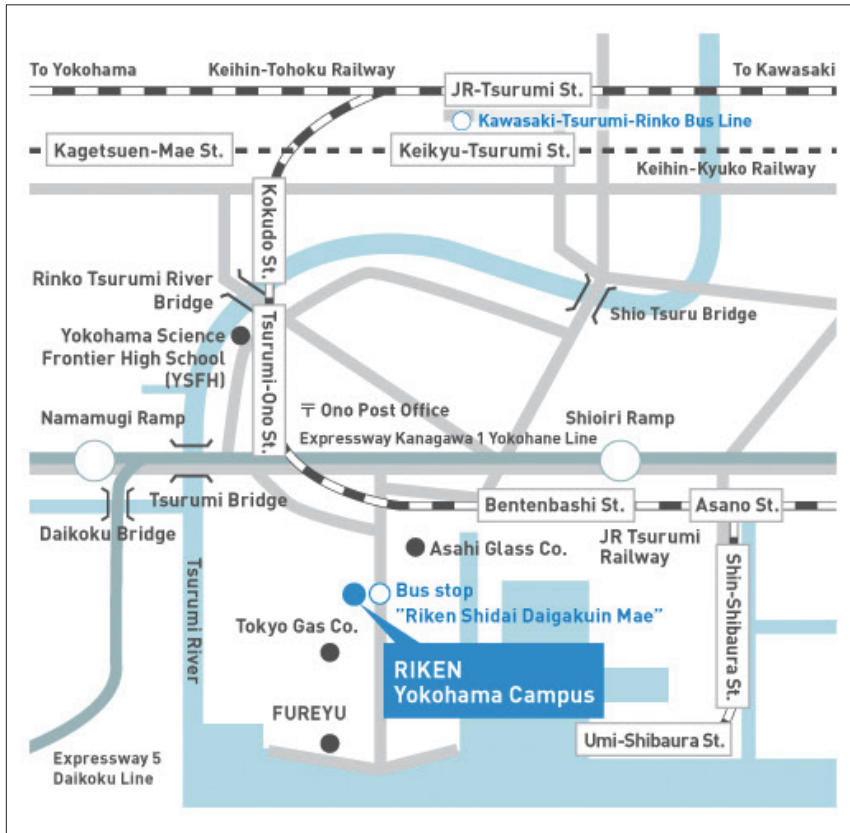 To Yokohama
Keihin-Tohoku Railway
To Kawasaki
JR-Tsurumi St.
Kawasaki-Tsurumi-Rinko Bus Line
Kagetsuen-Mae St.
Keikyu-Tsurumi St.
Keihin-Kyuko Railway
Kokudo St.
Rinko Tsurumi River
Bridge
Shio Tsuru Bridge
Yokohama Science
Frontier High School
(YSFH)
Tsurumi-Ono St.
Namamugi Ramp
〒 Ono Post Office
Shioiri Ramp
Expressway Kanagawa 1 Yokohane Line
Tsurumi Bridge
Bentenbashi St.
Asano St.
Daikoku Bridge
JR Tsurumi
Railway
Asahi Glass Co.
Tsurumi River
Shin-Shibaura St.
Bus stop
"Riken Shidai Daigakuin Mae"
Tokyo Gas Co.
RIKEN
Yokohama Campus
FUREYU
Umi-Shibaura St.
Expressway 5
Daikoku Line